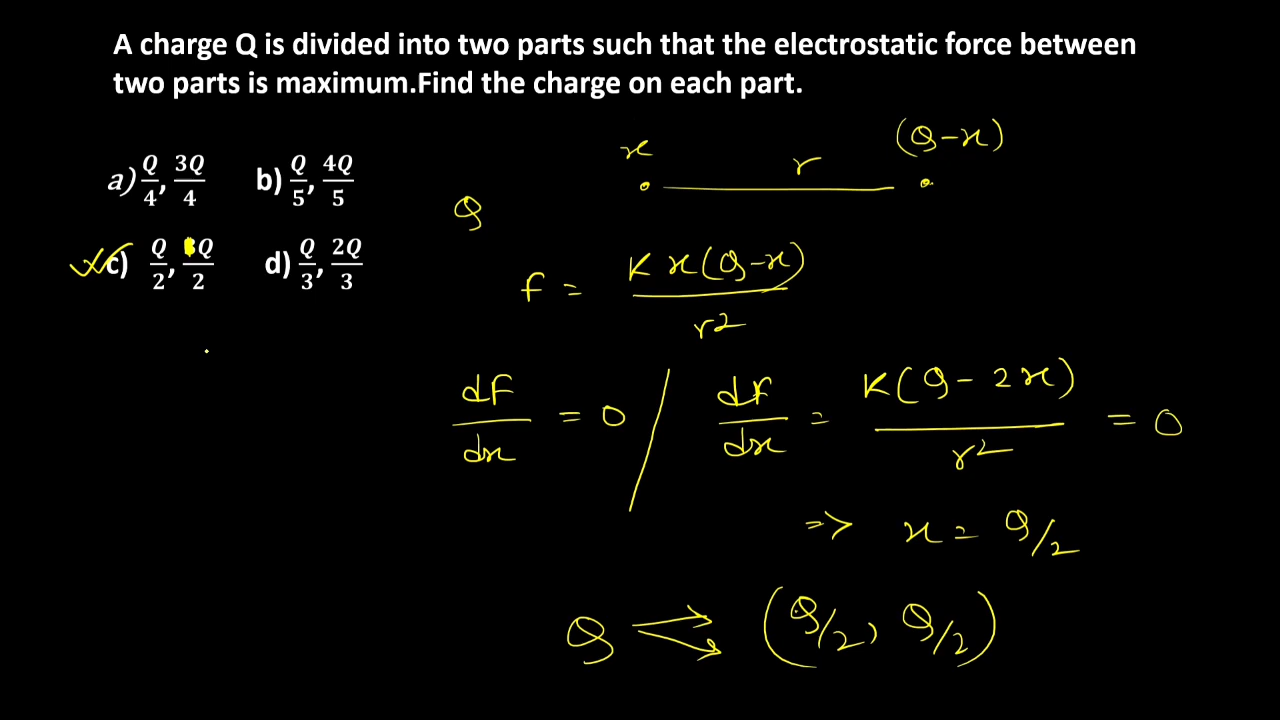 A charge Q is divided into two parts such that the electrostatic force between
two parts is maximum.Find the charge on each part.
a) Q/4, 3Q/4 b) Q/5, 4Q/5
c) Q/2, Q/2 d) Q/3, 2Q/3
x r (Q-x)
Q
F = K x (Q-x) / r²
dF/dx = 0 / dF/dx = K(Q - 2x) / r² = 0
=> x = Q/2
Q (Q/2, Q/2)